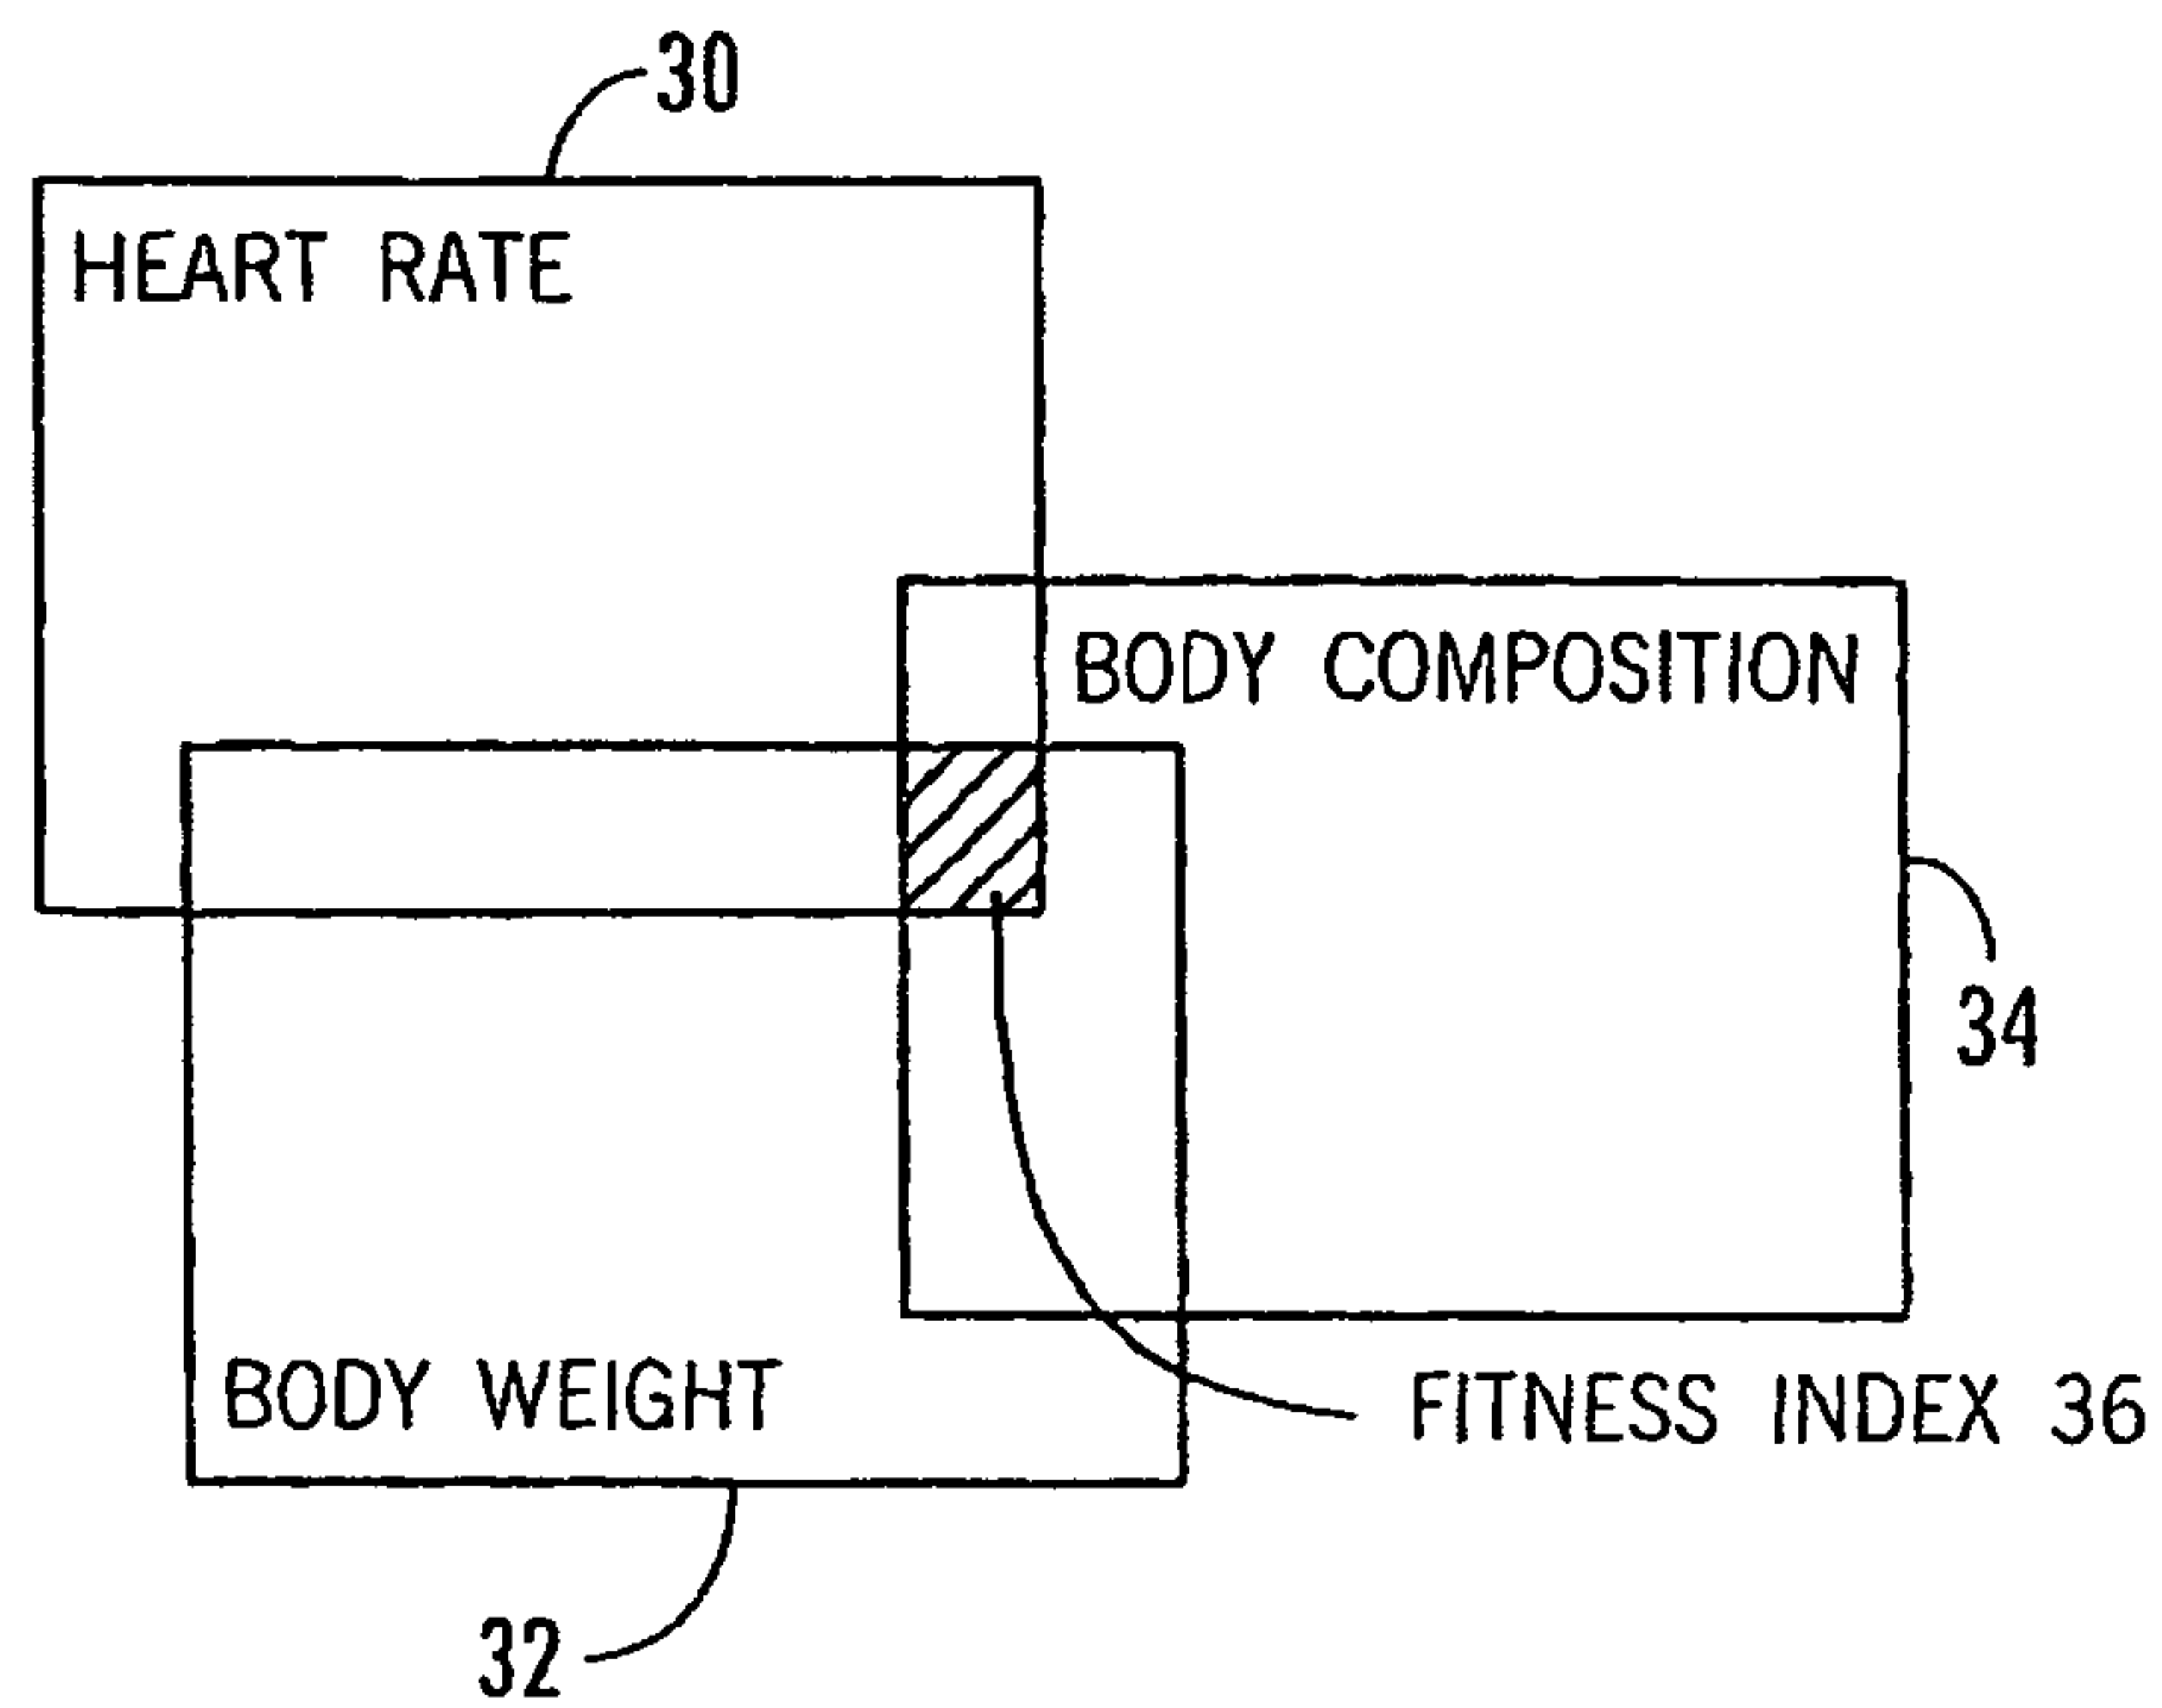 30
HEART RATE
BODY COMPOSITION
34
BODY WEIGHT
FITNESS INDEX 36
32